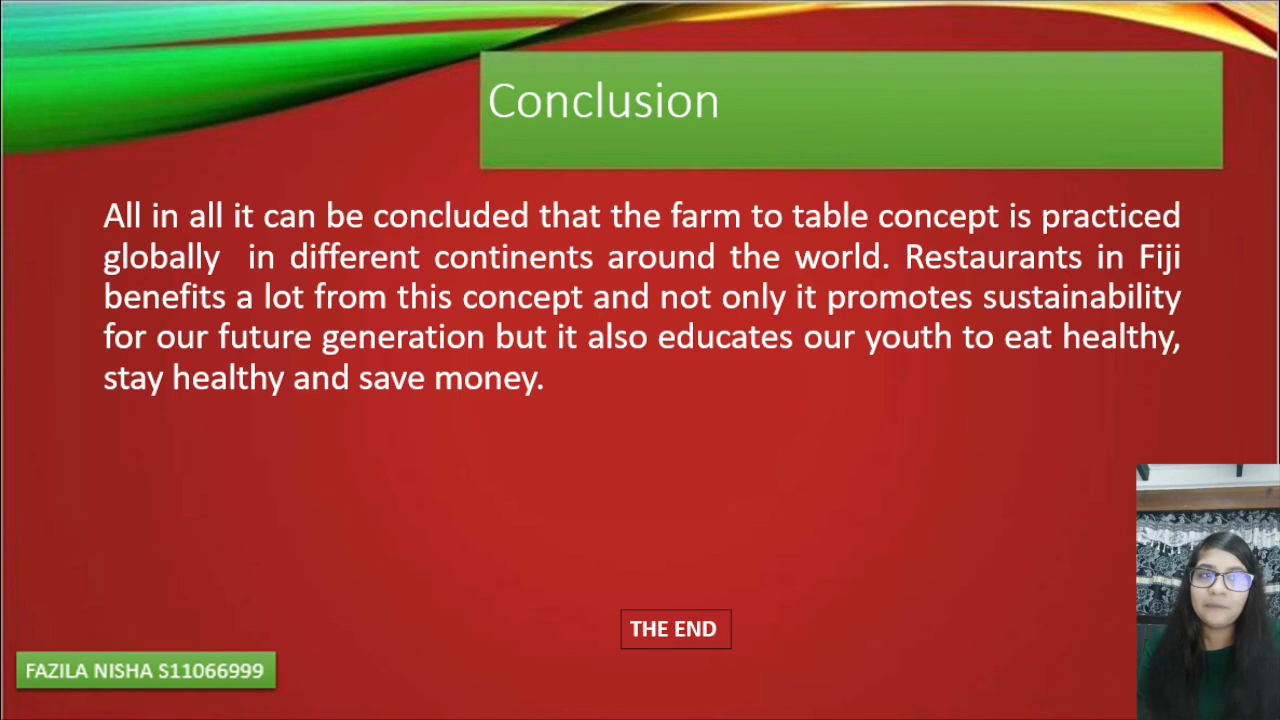 Conclusion
All in all it can be concluded that the farm to table concept is practiced
globally  in different continents around the world. Restaurants in Fiji
benefits a lot from this concept and not only it promotes sustainability
for our future generation but it also educates our youth to eat healthy,
stay healthy and save money.
THE END
FAZILA NISHA S11066999